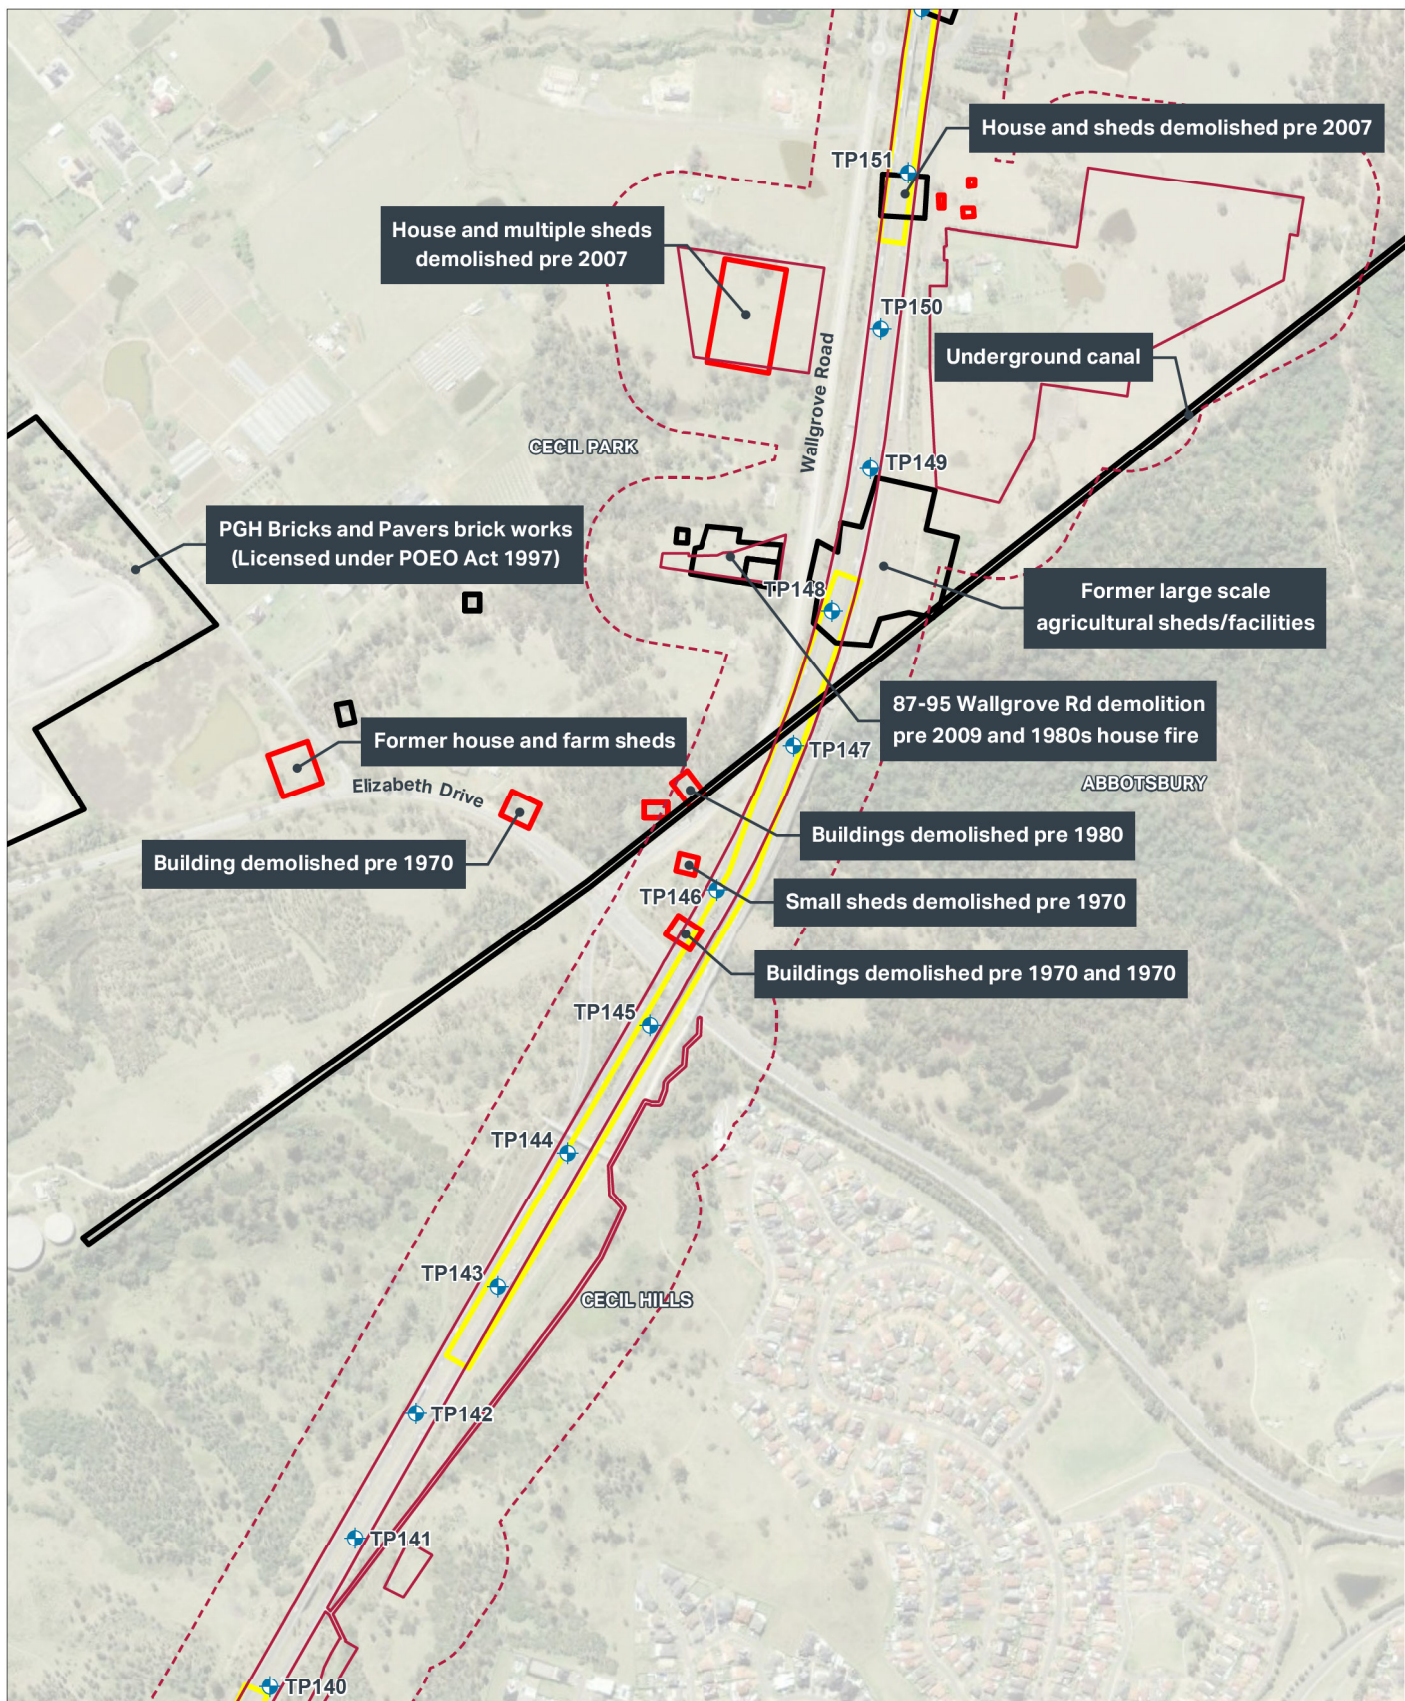 House and sheds demolished pre 2007
TP151
House and multiple sheds
demolished pre 2007
TP150
Underground canal
Wallgrove Road
CECIL PARK
TP149
PGH Bricks and Pavers brick works
(Licensed under POEO Act 1997)
TP148
Former large scale
agricultural sheds/facilities
87-95 Wallgrove Rd demolition
pre 2009 and 1980s house fire
Former house and farm sheds
TP147
ABBOTSBURY
Elizabeth Drive
Buildings demolished pre 1980
Building demolished pre 1970
TP146
Small sheds demolished pre 1970
Buildings demolished pre 1970 and 1970
TP145
TP144
TP143
CECIL HILLS
TP142
TP141
TP140